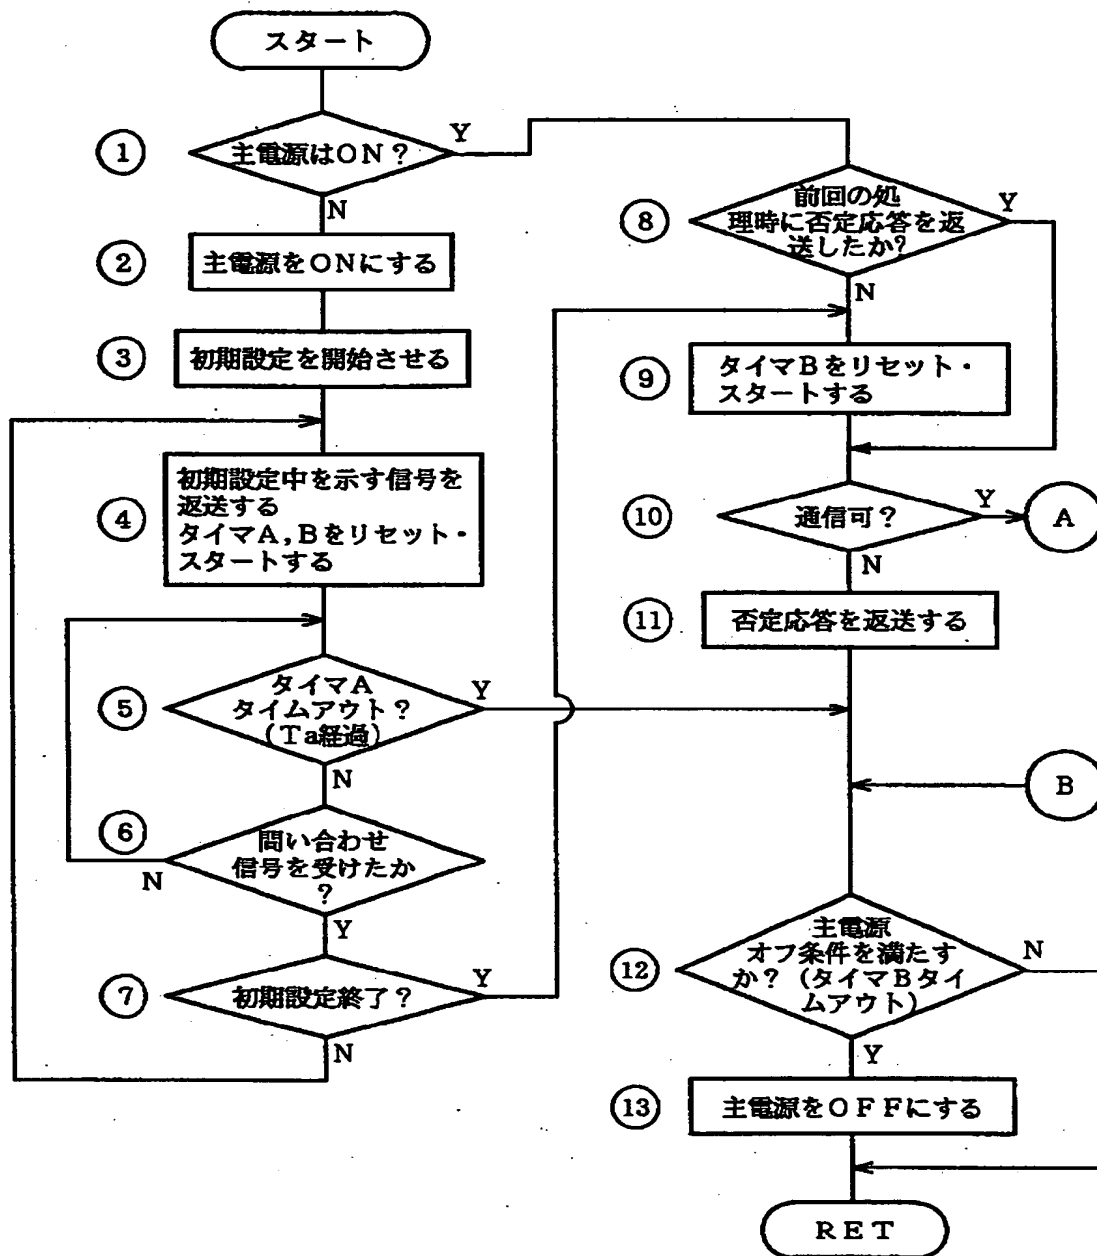 スタート
① 主電源はON？
Y
N
② 主電源をONにする
③ 初期設定を開始させる
④
初期設定中を示す信号を
返送する
タイマA,Bをリセット・
スタートする
⑤
タイマA
タイムアウト？
(Ta経過)
Y
N
⑥
問い合わせ
信号を受けたか
？
N
Y
⑦ 初期設定終了？
Y
N
⑧
前回の処
理時に否定応答を返
送したか?
Y
N
⑨
タイマBをリセット・
スタートする
⑩ 通信可？
Y
A
N
⑪ 否定応答を返送する
B
⑫
主電源
オフ条件を満たす
か？(タイマBタイ
ムアウト)
N
Y
⑬ 主電源をOFFにする
RET